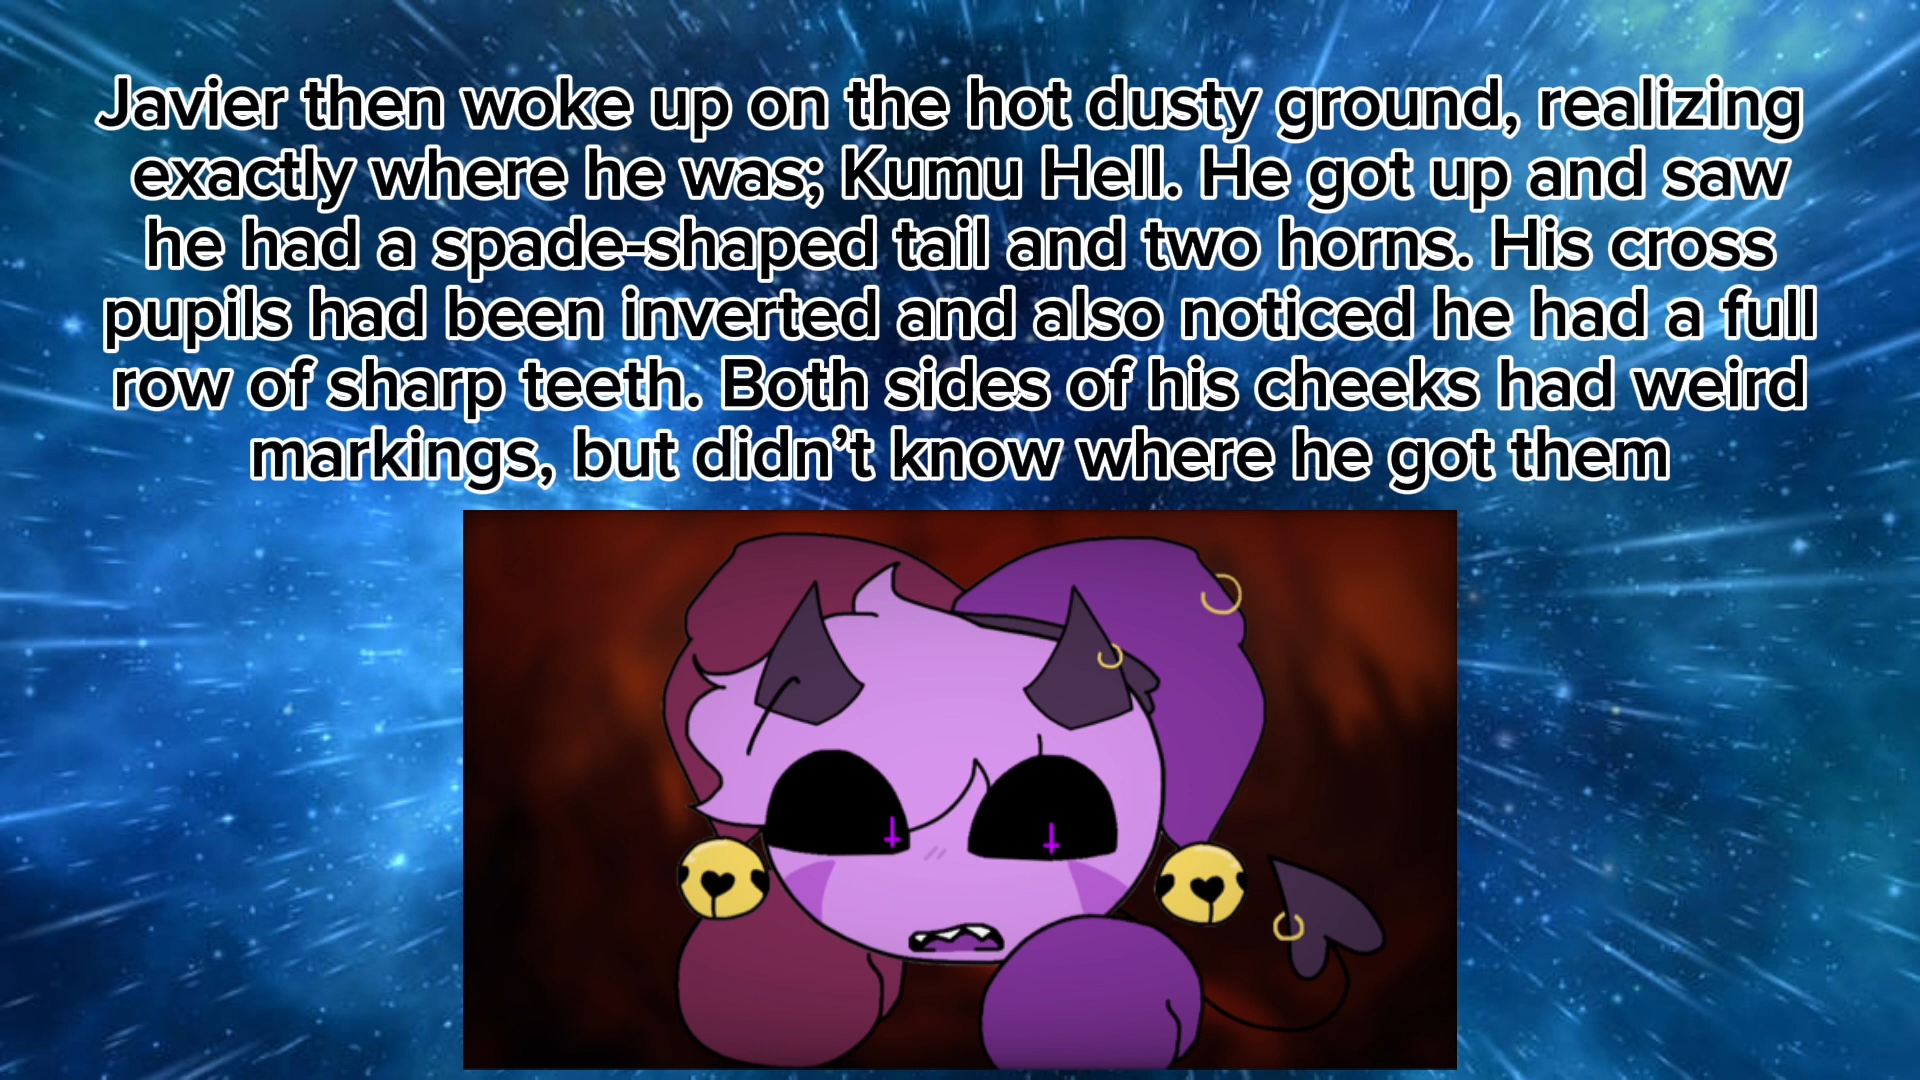 Javier then woke up on the hot dusty ground, realizing
exactly where he was; Kumu Hell. He got up and saw
he had a spade-shaped tail and two horns. His cross
pupils had been inverted and also noticed he had a full
row of sharp teeth. Both sides of his cheeks had weird
markings, but didn’t know where he got them